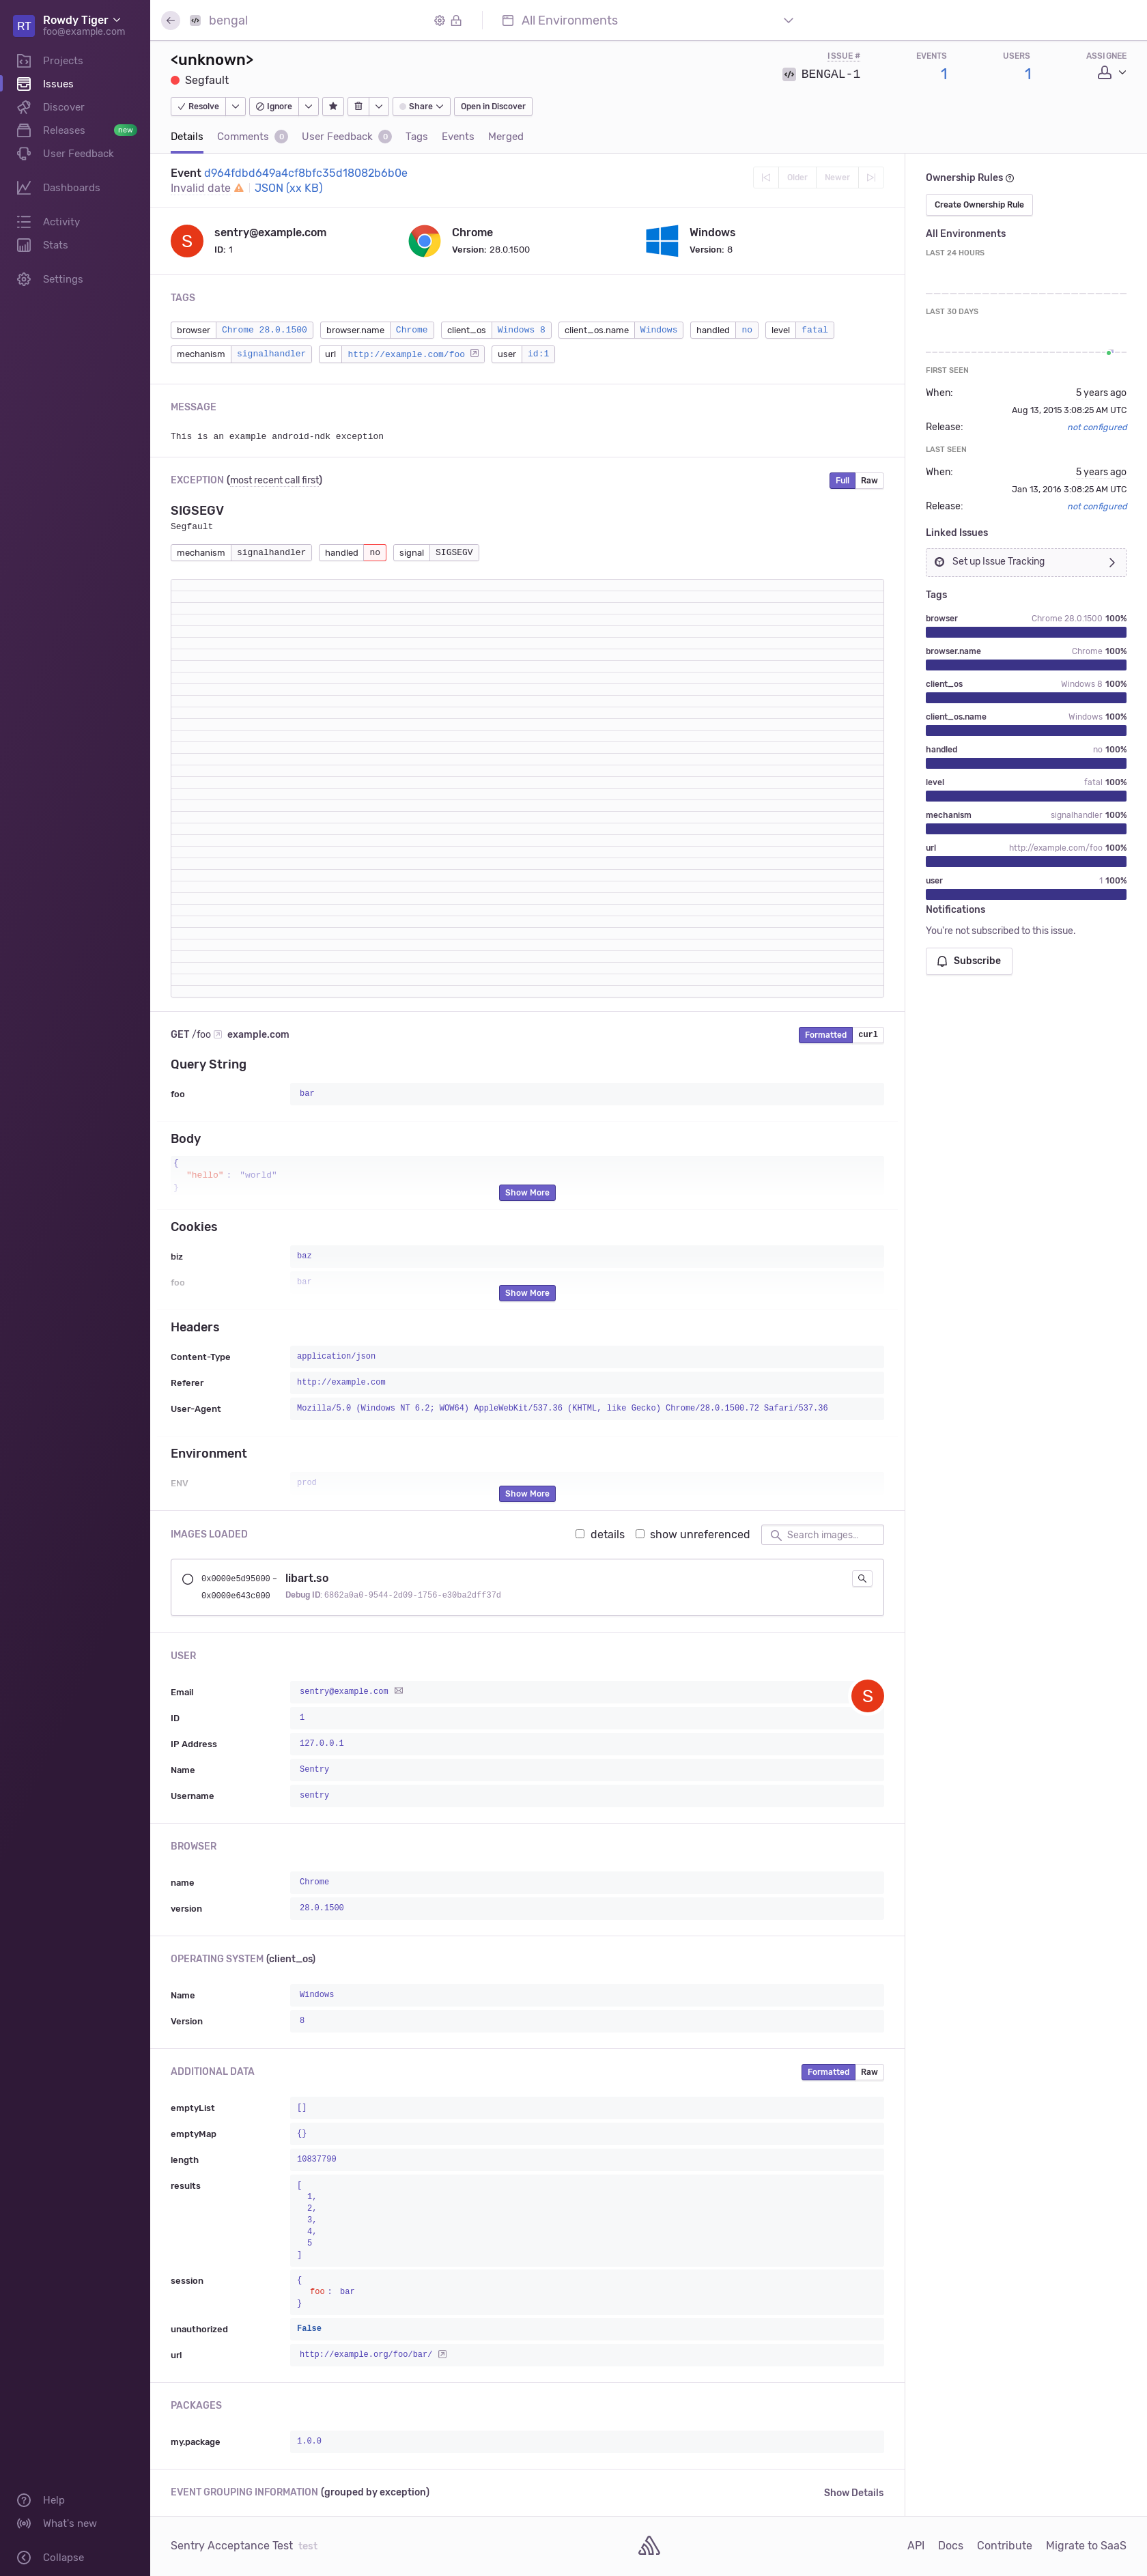 RT
Rowdy Tiger
foo@example.com
Projects
Issues
Discover
Releases new
User Feedback
Dashboards
Activity
Stats
Settings
Help
What's new
Collapse
bengal
All Environments
<unknown>
Segfault
ISSUE # EVENTS USERS ASSIGNEE
BENGAL-1 1 1
Resolve Ignore Share Open in Discover
Details Comments 0 User Feedback 0 Tags Events Merged
Event d964fdbd649a4cf8bfc35d18082b6b0e
Invalid date JSON (xx KB)
Older Newer
S sentry@example.com Chrome Windows
ID: 1 Version: 28.0.1500 Version: 8
TAGS
browser Chrome 28.0.1500 browser.name Chrome client_os Windows 8 client_os.name Windows handled no level fatal
mechanism signalhandler url http://example.com/foo user id:1
MESSAGE
This is an example android-ndk exception
EXCEPTION (most recent call first) Full Raw
SIGSEGV
Segfault
mechanism signalhandler handled no signal SIGSEGV
GET /foo example.com Formatted curl
Query String
foo bar
Body
{
"hello": "world"
}
Show More
Cookies
biz baz
foo bar
Show More
Headers
Content-Type application/json
Referer http://example.com
User-Agent Mozilla/5.0 (Windows NT 6.2; WOW64) AppleWebKit/537.36 (KHTML, like Gecko) Chrome/28.0.1500.72 Safari/537.36
Environment
ENV prod
Show More
IMAGES LOADED details show unreferenced Search images...
0x0000e5d95000 - libart.so
0x0000e643c000 Debug ID: 6862a0a0-9544-2d09-1756-e30ba2dff37d
USER
Email sentry@example.com S
ID 1
IP Address 127.0.0.1
Name Sentry
Username sentry
BROWSER
name Chrome
version 28.0.1500
OPERATING SYSTEM (client_os)
Name Windows
Version 8
ADDITIONAL DATA Formatted Raw
emptyList []
emptyMap {}
length 10837790
results [
1,
2,
3,
4,
5
]
session {
foo: bar
}
unauthorized False
url http://example.org/foo/bar/
PACKAGES
my.package 1.0.0
EVENT GROUPING INFORMATION (grouped by exception) Show Details
Ownership Rules
Create Ownership Rule
All Environments
LAST 24 HOURS
LAST 30 DAYS
FIRST SEEN
When: 5 years ago
Aug 13, 2015 3:08:25 AM UTC
Release: not configured
LAST SEEN
When: 5 years ago
Jan 13, 2016 3:08:25 AM UTC
Release: not configured
Linked Issues
Set up Issue Tracking
Tags
browser Chrome 28.0.1500 100%
browser.name Chrome 100%
client_os Windows 8 100%
client_os.name Windows 100%
handled no 100%
level fatal 100%
mechanism signalhandler 100%
url http://example.com/foo 100%
user 1 100%
Notifications
You're not subscribed to this issue.
Subscribe
Sentry Acceptance Test test
API Docs Contribute Migrate to SaaS